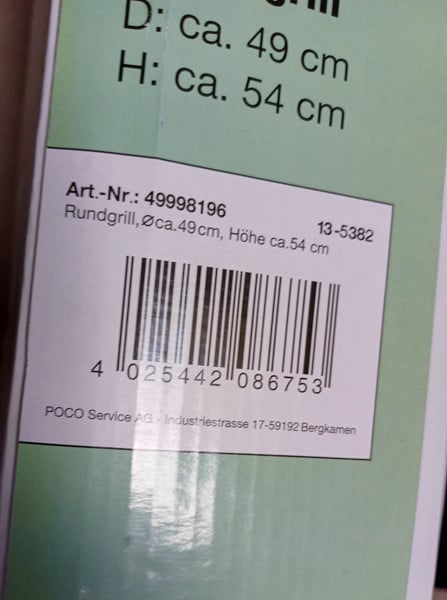 D: ca. 49 cm
H: ca. 54 cm
Art.-Nr.: 49998196 13-5382
Rundgrill,Øca.49cm, Höhe ca.54 cm
4 025442 086753
POCO Service AG - Industriestrasse 17-59192 Bergkamen